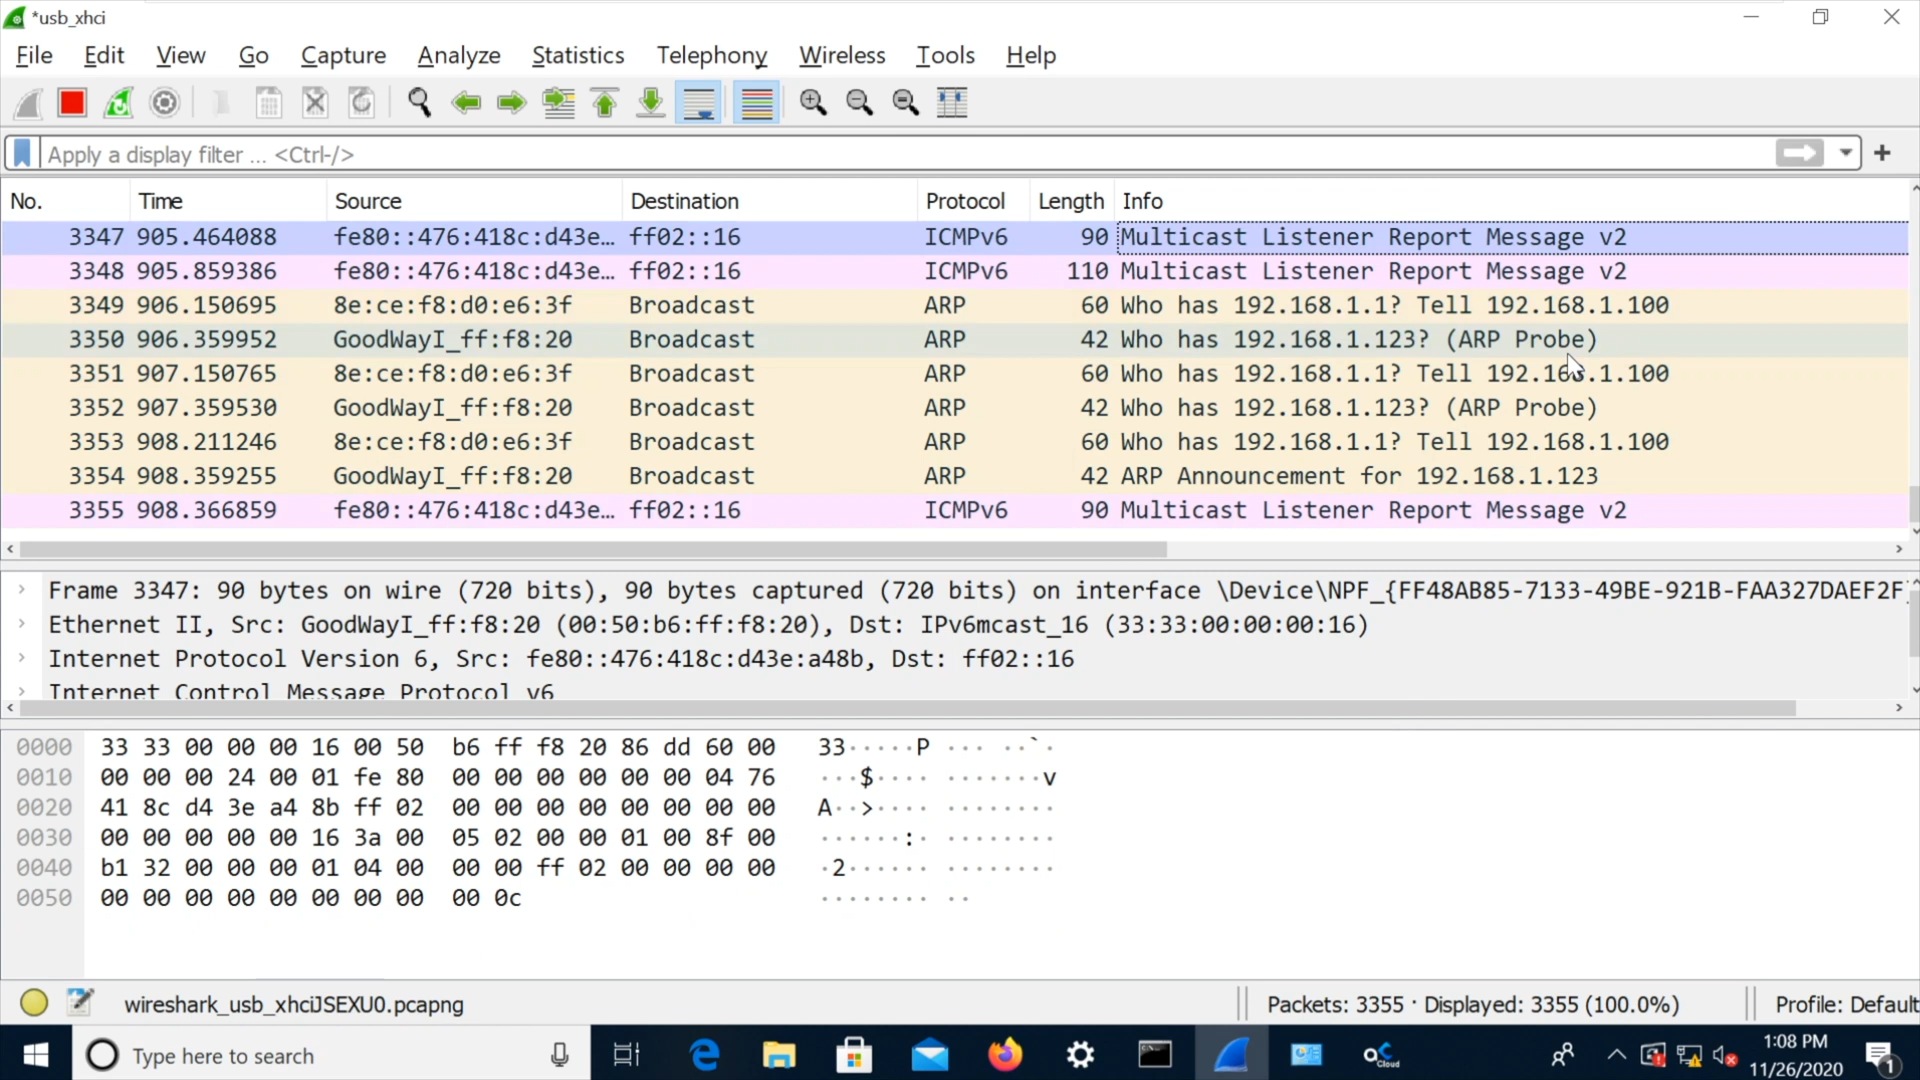 *usb_xhci
File Edit View Go Capture Analyze Statistics Telephony Wireless Tools Help
Apply a display filter ... <Ctrl-/>
No. Time Source Destination Protocol Length Info
3347 905.464088 fe80::476:418c:d43e... ff02::16 ICMPv6 90 Multicast Listener Report Message v2
3348 905.859386 fe80::476:418c:d43e... ff02::16 ICMPv6 110 Multicast Listener Report Message v2
3349 906.150695 8e:ce:f8:d0:e6:3f Broadcast ARP 60 Who has 192.168.1.1? Tell 192.168.1.100
3350 906.359952 GoodWayI_ff:f8:20 Broadcast ARP 42 Who has 192.168.1.123? (ARP Probe)
3351 907.150765 8e:ce:f8:d0:e6:3f Broadcast ARP 60 Who has 192.168.1.1? Tell 192.168.1.100
3352 907.359530 GoodWayI_ff:f8:20 Broadcast ARP 42 Who has 192.168.1.123? (ARP Probe)
3353 908.211246 8e:ce:f8:d0:e6:3f Broadcast ARP 60 Who has 192.168.1.1? Tell 192.168.1.100
3354 908.359255 GoodWayI_ff:f8:20 Broadcast ARP 42 ARP Announcement for 192.168.1.123
3355 908.366859 fe80::476:418c:d43e... ff02::16 ICMPv6 90 Multicast Listener Report Message v2
Frame 3347: 90 bytes on wire (720 bits), 90 bytes captured (720 bits) on interface \Device\NPF_{FF48AB85-7133-49BE-921B-FAA327DAEF2F}
Ethernet II, Src: GoodWayI_ff:f8:20 (00:50:b6:ff:f8:20), Dst: IPv6mcast_16 (33:33:00:00:00:16)
Internet Protocol Version 6, Src: fe80::476:418c:d43e:a48b, Dst: ff02::16
Internet Control Message Protocol v6
0000 33 33 00 00 00 16 00 50 b6 ff f8 20 86 dd 60 00 33·····P ··· ··`·
0010 00 00 00 24 00 01 fe 80 00 00 00 00 00 00 04 76 ···$···· ·······v
0020 41 8c d4 3e a4 8b ff 02 00 00 00 00 00 00 00 00 A··>···· ········
0030 00 00 00 00 00 16 3a 00 05 02 00 00 01 00 8f 00 ······:· ········
0040 b1 32 00 00 00 01 04 00 00 00 ff 02 00 00 00 00 ·2······ ········
0050 00 00 00 00 00 00 00 00 00 0c ········ ··
wireshark_usb_xhciJSEXU0.pcapng Packets: 3355 · Displayed: 3355 (100.0%) Profile: Default
Type here to search
Cloud
1:08 PM
11/26/2020
1